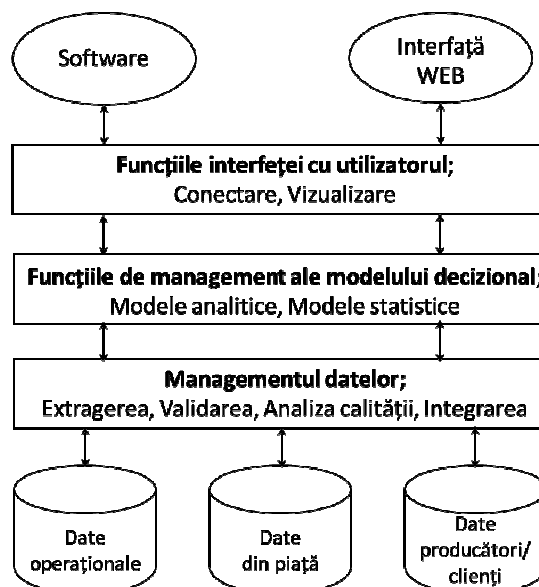 Software
Interfață
WEB
Funcțiile interfeței cu utilizatorul;
Conectare, Vizualizare
Funcțiile de management ale modelului decizional;
Modele analitice, Modele statistice
Managementul datelor;
Extragerea, Validarea, Analiza calității, Integrarea
Date
operaționale
Date
din piață
Date
producători/
clienți